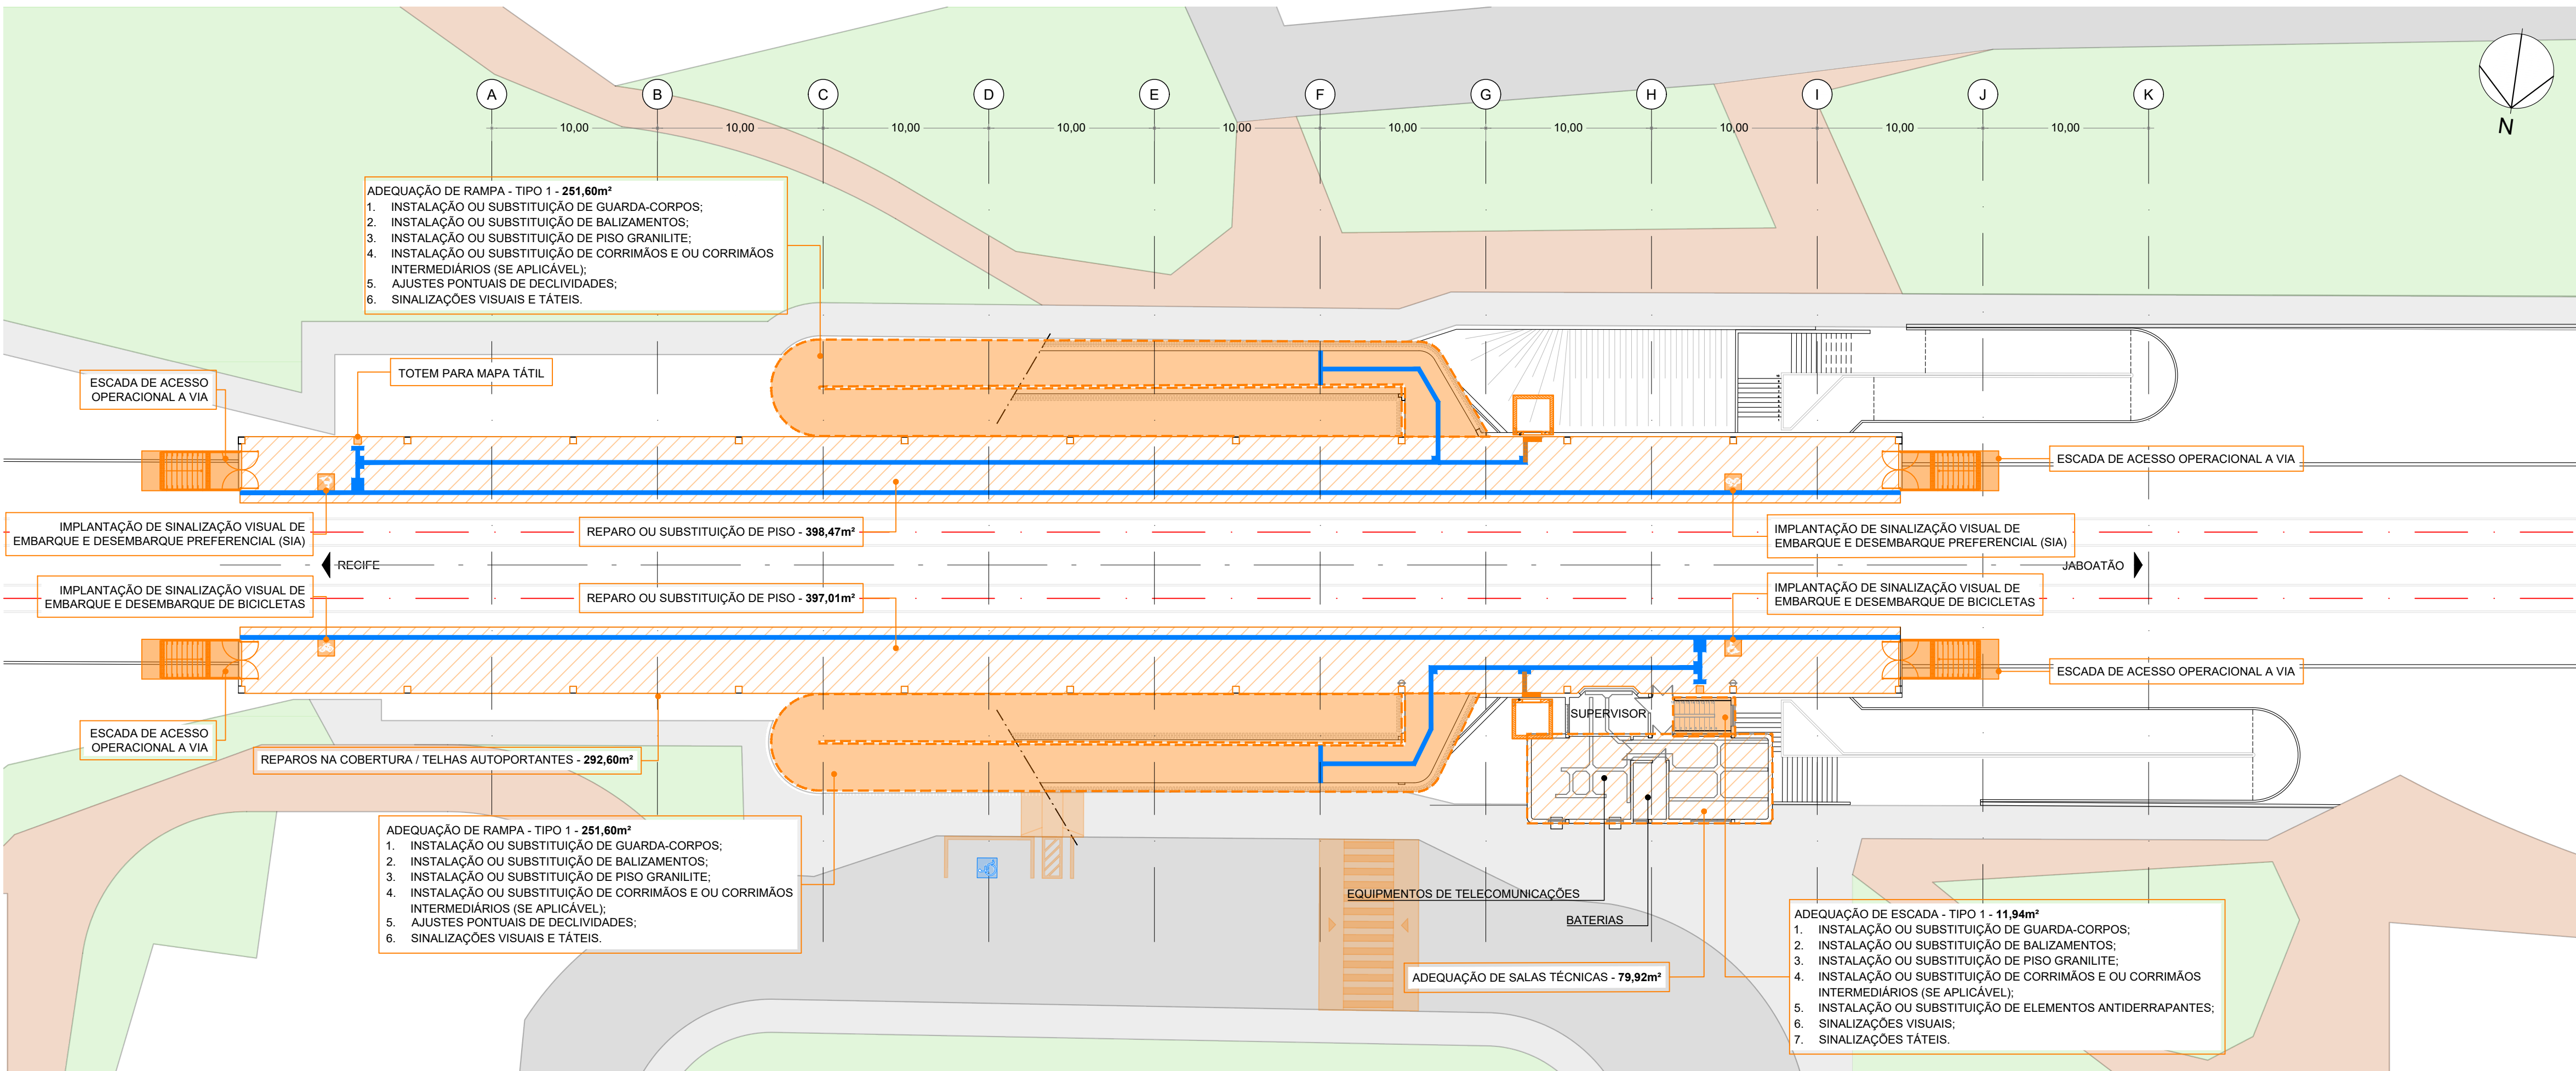 A
B
C
D
E
F
G
H
I
J
K
10,00
10,00
10,00
10,00
10,00
10,00
10,00
10,00
10,00
10,00
N
ADEQUAÇÃO DE RAMPA - TIPO 1 - 251,60m²
1. INSTALAÇÃO OU SUBSTITUIÇÃO DE GUARDA-CORPOS;
2. INSTALAÇÃO OU SUBSTITUIÇÃO DE BALIZAMENTOS;
3. INSTALAÇÃO OU SUBSTITUIÇÃO DE PISO GRANILITE;
4. INSTALAÇÃO OU SUBSTITUIÇÃO DE CORRIMÃOS E OU CORRIMÃOS
INTERMEDIÁRIOS (SE APLICÁVEL);
5. AJUSTES PONTUAIS DE DECLIVIDADES;
6. SINALIZAÇÕES VISUAIS E TÁTEIS.
TOTEM PARA MAPA TÁTIL
ESCADA DE ACESSO
OPERACIONAL A VIA
ESCADA DE ACESSO OPERACIONAL A VIA
IMPLANTAÇÃO DE SINALIZAÇÃO VISUAL DE
EMBARQUE E DESEMBARQUE PREFERENCIAL (SIA)
REPARO OU SUBSTITUIÇÃO DE PISO - 398,47m²
IMPLANTAÇÃO DE SINALIZAÇÃO VISUAL DE
EMBARQUE E DESEMBARQUE PREFERENCIAL (SIA)
RECIFE
JABOATÃO
IMPLANTAÇÃO DE SINALIZAÇÃO VISUAL DE
EMBARQUE E DESEMBARQUE DE BICICLETAS
REPARO OU SUBSTITUIÇÃO DE PISO - 397,01m²
IMPLANTAÇÃO DE SINALIZAÇÃO VISUAL DE
EMBARQUE E DESEMBARQUE DE BICICLETAS
ESCADA DE ACESSO OPERACIONAL A VIA
SUPERVISOR
ESCADA DE ACESSO
OPERACIONAL A VIA
REPAROS NA COBERTURA / TELHAS AUTOPORTANTES - 292,60m²
ADEQUAÇÃO DE RAMPA - TIPO 1 - 251,60m²
1. INSTALAÇÃO OU SUBSTITUIÇÃO DE GUARDA-CORPOS;
2. INSTALAÇÃO OU SUBSTITUIÇÃO DE BALIZAMENTOS;
3. INSTALAÇÃO OU SUBSTITUIÇÃO DE PISO GRANILITE;
4. INSTALAÇÃO OU SUBSTITUIÇÃO DE CORRIMÃOS E OU CORRIMÃOS
INTERMEDIÁRIOS (SE APLICÁVEL);
5. AJUSTES PONTUAIS DE DECLIVIDADES;
6. SINALIZAÇÕES VISUAIS E TÁTEIS.
EQUIPMENTOS DE TELECOMUNICAÇÕES
BATERIAS
ADEQUAÇÃO DE SALAS TÉCNICAS - 79,92m²
ADEQUAÇÃO DE ESCADA - TIPO 1 - 11,94m²
1. INSTALAÇÃO OU SUBSTITUIÇÃO DE GUARDA-CORPOS;
2. INSTALAÇÃO OU SUBSTITUIÇÃO DE BALIZAMENTOS;
3. INSTALAÇÃO OU SUBSTITUIÇÃO DE PISO GRANILITE;
4. INSTALAÇÃO OU SUBSTITUIÇÃO DE CORRIMÃOS E OU CORRIMÃOS
INTERMEDIÁRIOS (SE APLICÁVEL);
5. INSTALAÇÃO OU SUBSTITUIÇÃO DE ELEMENTOS ANTIDERRAPANTES;
6. SINALIZAÇÕES VISUAIS;
7. SINALIZAÇÕES TÁTEIS.